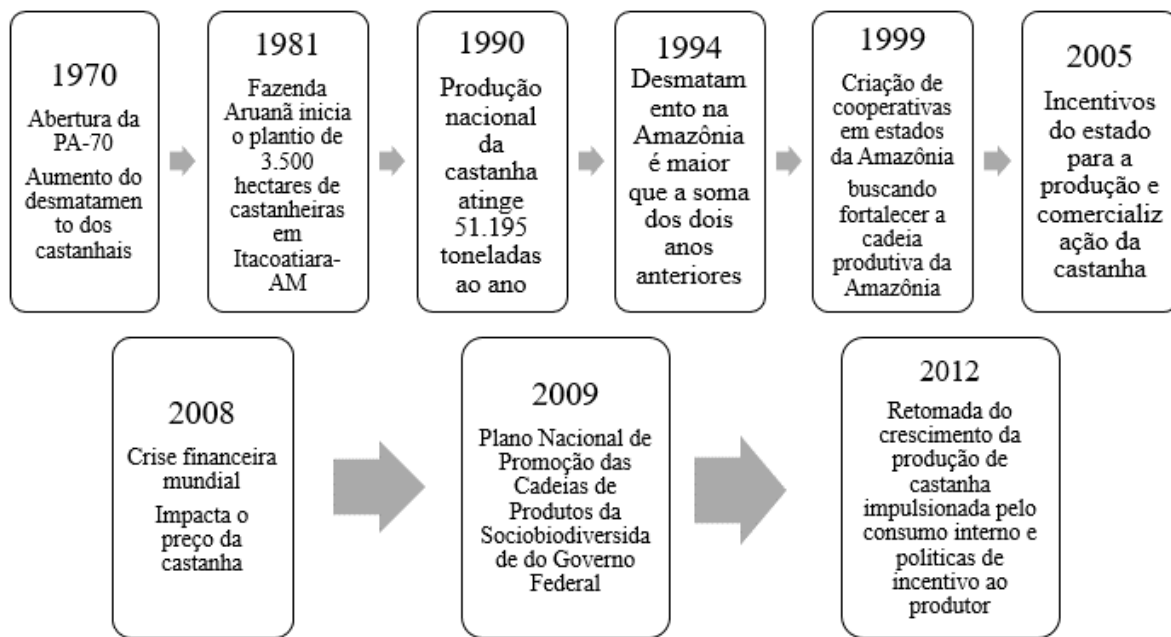 1970
Abertura da
PA-70
Aumento do
desmatamen
to dos
castanhais
1981
Fazenda
Aruanã inicia
o plantio de
3.500
hectares de
castanheiras
em
Itacoatiara-
AM
1990
Produção
nacional
da
castanha
atinge
51.195
toneladas
ao ano
1994
Desmatam
ento na
Amazônia
é maior
que a soma
dos dois
anos
anteriores
1999
Criação de
cooperativas
em estados
da Amazônia
buscando
fortalecer a
cadeia
produtiva da
Amazônia
2005
Incentivos
do estado
para a
produção e
comercializ
ação da
castanha
2008
Crise financeira
mundial
Impacta o
preço da
castanha
2009
Plano Nacional de
Promoção das
Cadeias de
Produtos da
Sociobiodiversida
de do Governo
Federal
2012
Retomada do
crescimento da
produção de
castanha
impulsionada pelo
consumo interno e
políticas de
incentivo ao
produtor